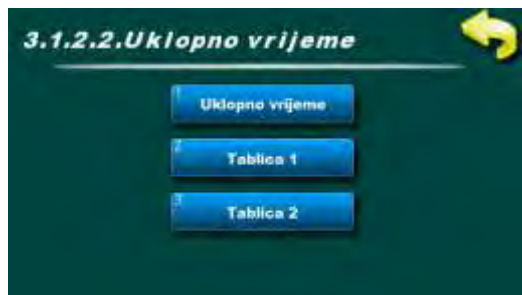 3.1.2.2.Uklopno vrijeme
1
Uklopno vrijeme
2
Tablica 1
3
Tablica 2